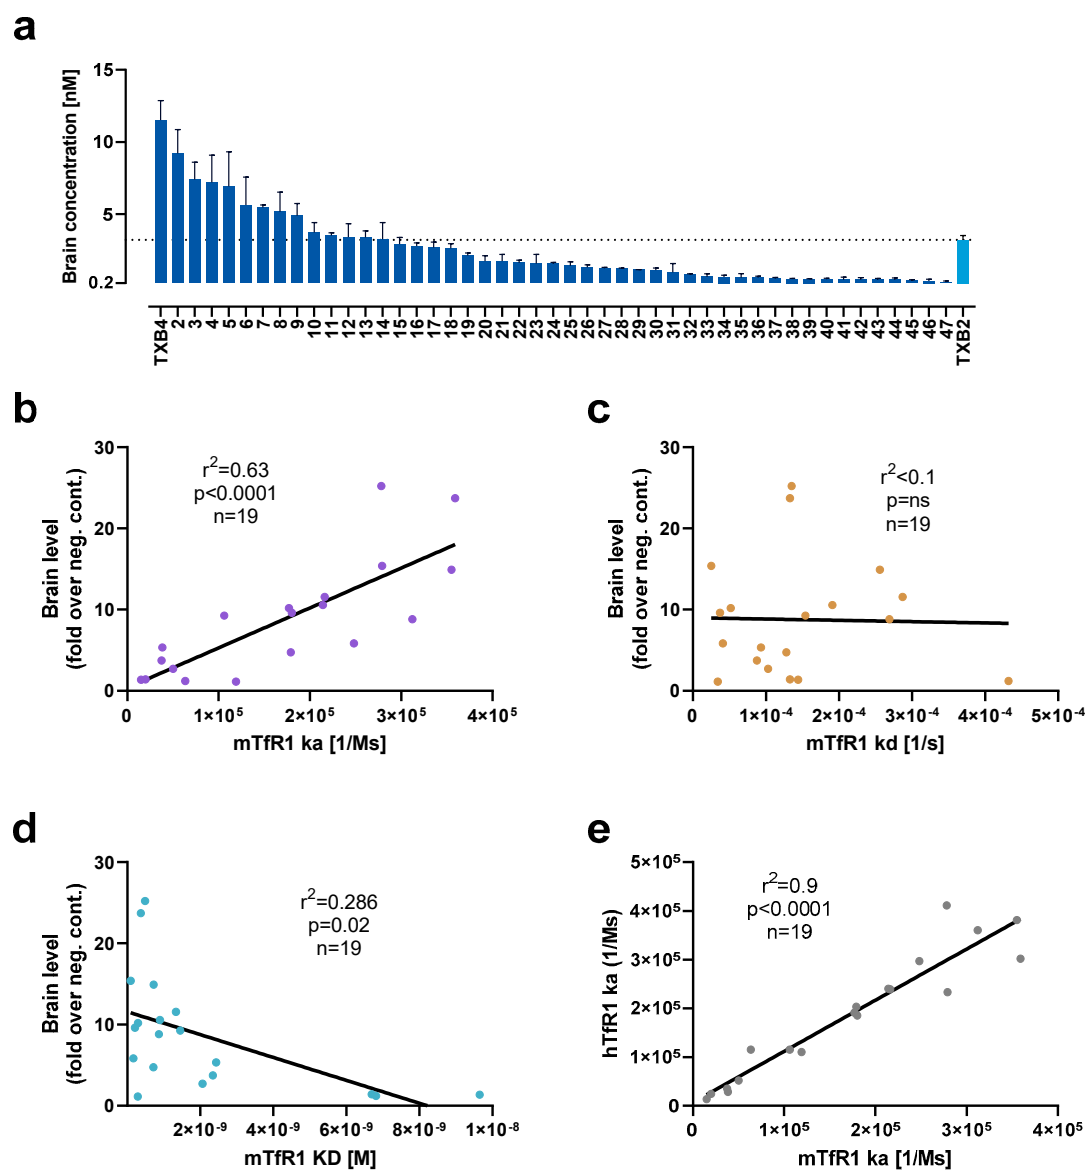 a
Brain concentration [nM]
15
10
5
0.2
TXB4 2 3 4 5 6 7 8 9 10 11 12 13 14 15 16 17 18 19 20 21 22 23 24 25 26 27 28 29 30 31 32 33 34 35 36 37 38 39 40 41 42 43 44 45 46 47 TXB2
b
Brain level
(fold over neg. cont.)
30
20
10
0
r²=0.63
p<0.0001
n=19
0 1×10⁵ 2×10⁵ 3×10⁵ 4×10⁵
mTfR1 ka [1/Ms]
c
Brain level
(fold over neg. cont.)
30
20
10
0
r²<0.1
p=ns
n=19
0 1×10⁻⁴ 2×10⁻⁴ 3×10⁻⁴ 4×10⁻⁴ 5×10⁻⁴
mTfR1 kd [1/s]
d
Brain level
(fold over neg. cont.)
30
20
10
0
r²=0.286
p=0.02
n=19
2×10⁻⁹ 4×10⁻⁹ 6×10⁻⁹ 8×10⁻⁹ 1×10⁻⁸
mTfR1 KD [M]
e
hTfR1 ka (1/Ms)
5×10⁵
4×10⁵
3×10⁵
2×10⁵
1×10⁵
0
r²=0.9
p<0.0001
n=19
0 1×10⁵ 2×10⁵ 3×10⁵ 4×10⁵
mTfR1 ka [1/Ms]